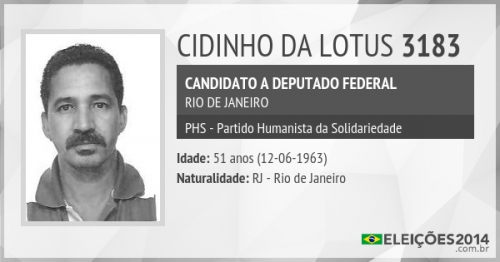 CIDINHO DA LOTUS 3183
CANDIDATO A DEPUTADO FEDERAL
RIO DE JANEIRO
PHS - Partido Humanista da Solidariedade
Idade: 51 anos (12-06-1963)
Naturalidade: RJ - Rio de Janeiro
ELEIÇÕES2014
.com.br